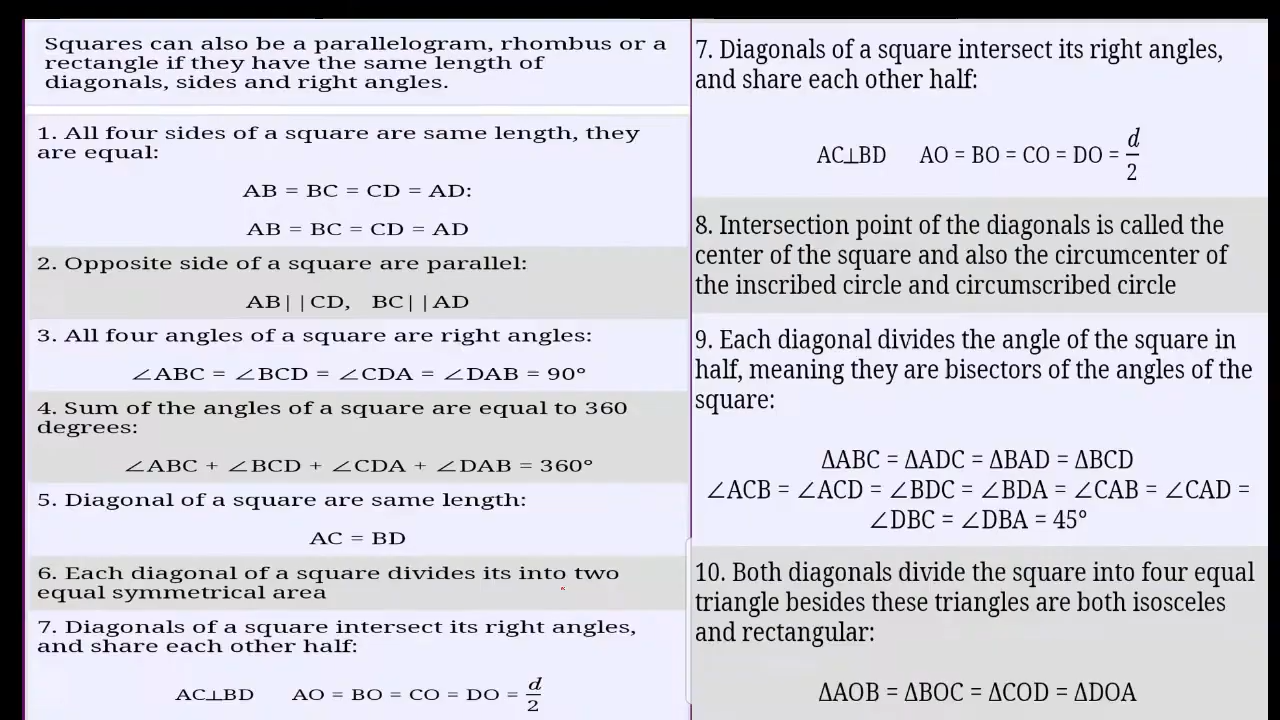 Squares can also be a parallelogram, rhombus or a
rectangle if they have the same length of
diagonals, sides and right angles.
1. All four sides of a square are same length, they
are equal:
AB = BC = CD = AD:
AB = BC = CD = AD
2. Opposite side of a square are parallel:
AB||CD, BC||AD
3. All four angles of a square are right angles:
∠ABC = ∠BCD = ∠CDA = ∠DAB = 90°
4. Sum of the angles of a square are equal to 360
degrees:
∠ABC + ∠BCD + ∠CDA + ∠DAB = 360°
5. Diagonal of a square are same length:
AC = BD
6. Each diagonal of a square divides its into two
equal symmetrical area
7. Diagonals of a square intersect its right angles,
and share each other half:
AC⊥BD AO = BO = CO = DO = d/2
7. Diagonals of a square intersect its right angles,
and share each other half:
AC⊥BD AO = BO = CO = DO = d/2
8. Intersection point of the diagonals is called the
center of the square and also the circumcenter of
the inscribed circle and circumscribed circle
9. Each diagonal divides the angle of the square in
half, meaning they are bisectors of the angles of the
square:
ΔABC = ΔADC = ΔBAD = ΔBCD
∠ACB = ∠ACD = ∠BDC = ∠BDA = ∠CAB = ∠CAD =
∠DBC = ∠DBA = 45°
10. Both diagonals divide the square into four equal
triangle besides these triangles are both isosceles
and rectangular:
ΔAOB = ΔBOC = ΔCOD = ΔDOA